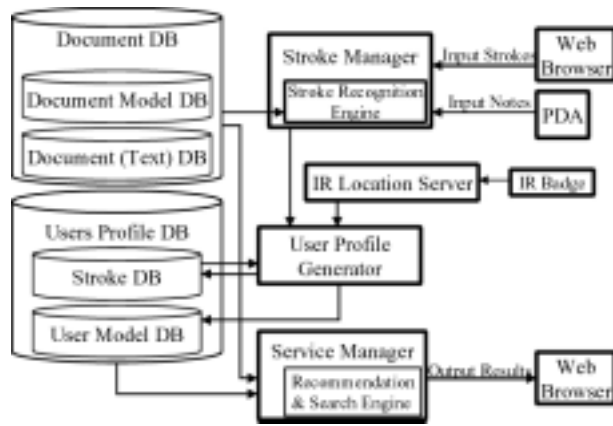 Document DB
Document Model DB
Document (Text) DB
Users Profile DB
Stroke DB
User Model DB
Stroke Manager
Stroke Recognition
Engine
Input Strokes
Web
Browser
Input Notes
PDA
IR Location Server
IR Badge
User Profile
Generator
Service Manager
Recommendation
& Search Engine
Output Results
Web
Browser